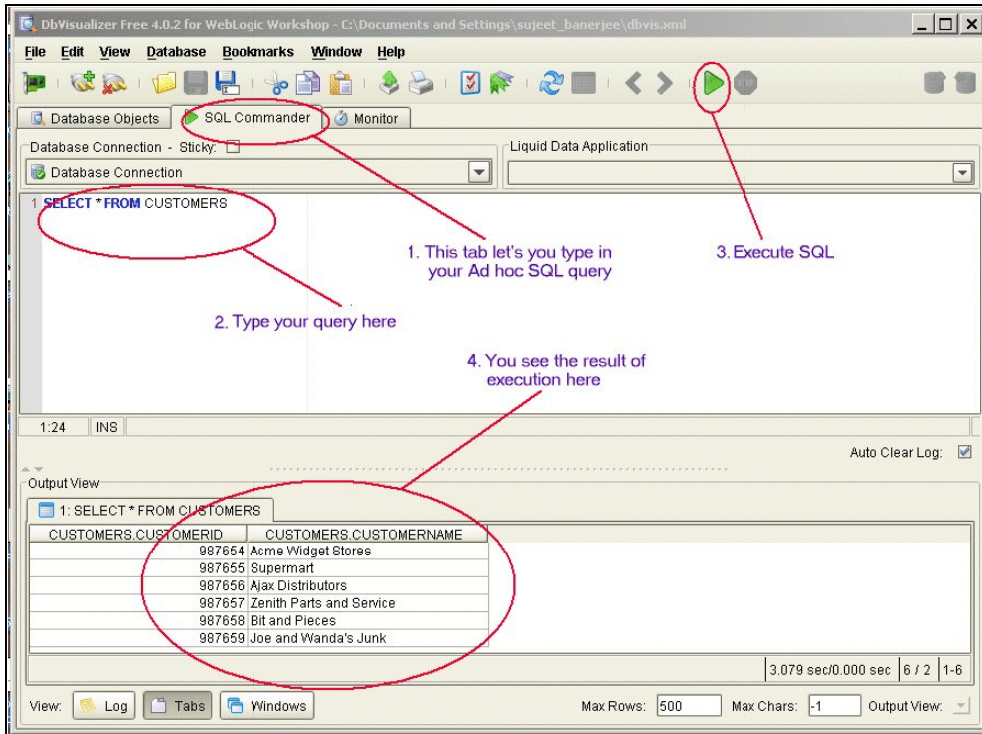 DbVisualizer Free 4.0.2 for WebLogic Workshop - C:\Documents and Settings\sujeet_banerjee\dbvis.xml
File Edit View Database Bookmarks Window Help
Database Objects SQL Commander Monitor
Database Connection - Sticky: Liquid Data Application
Database Connection
1 SELECT * FROM CUSTOMERS
1. This tab let's you type in
your Ad hoc SQL query
3. Execute SQL
2. Type your query here
4. You see the result of
execution here
1:24 INS
Auto Clear Log:
Output View
1: SELECT * FROM CUSTOMERS
CUSTOMERS.CUSTOMERID CUSTOMERS.CUSTOMERNAME
987654 Acme Widget Stores
987655 Supermart
987656 Ajax Distributors
987657 Zenith Parts and Service
987658 Bit and Pieces
987659 Joe and Wanda's Junk
3.079 sec/0.000 sec 6 / 2 1-6
View: Log Tabs Windows Max Rows: 500 Max Chars: -1 Output View: